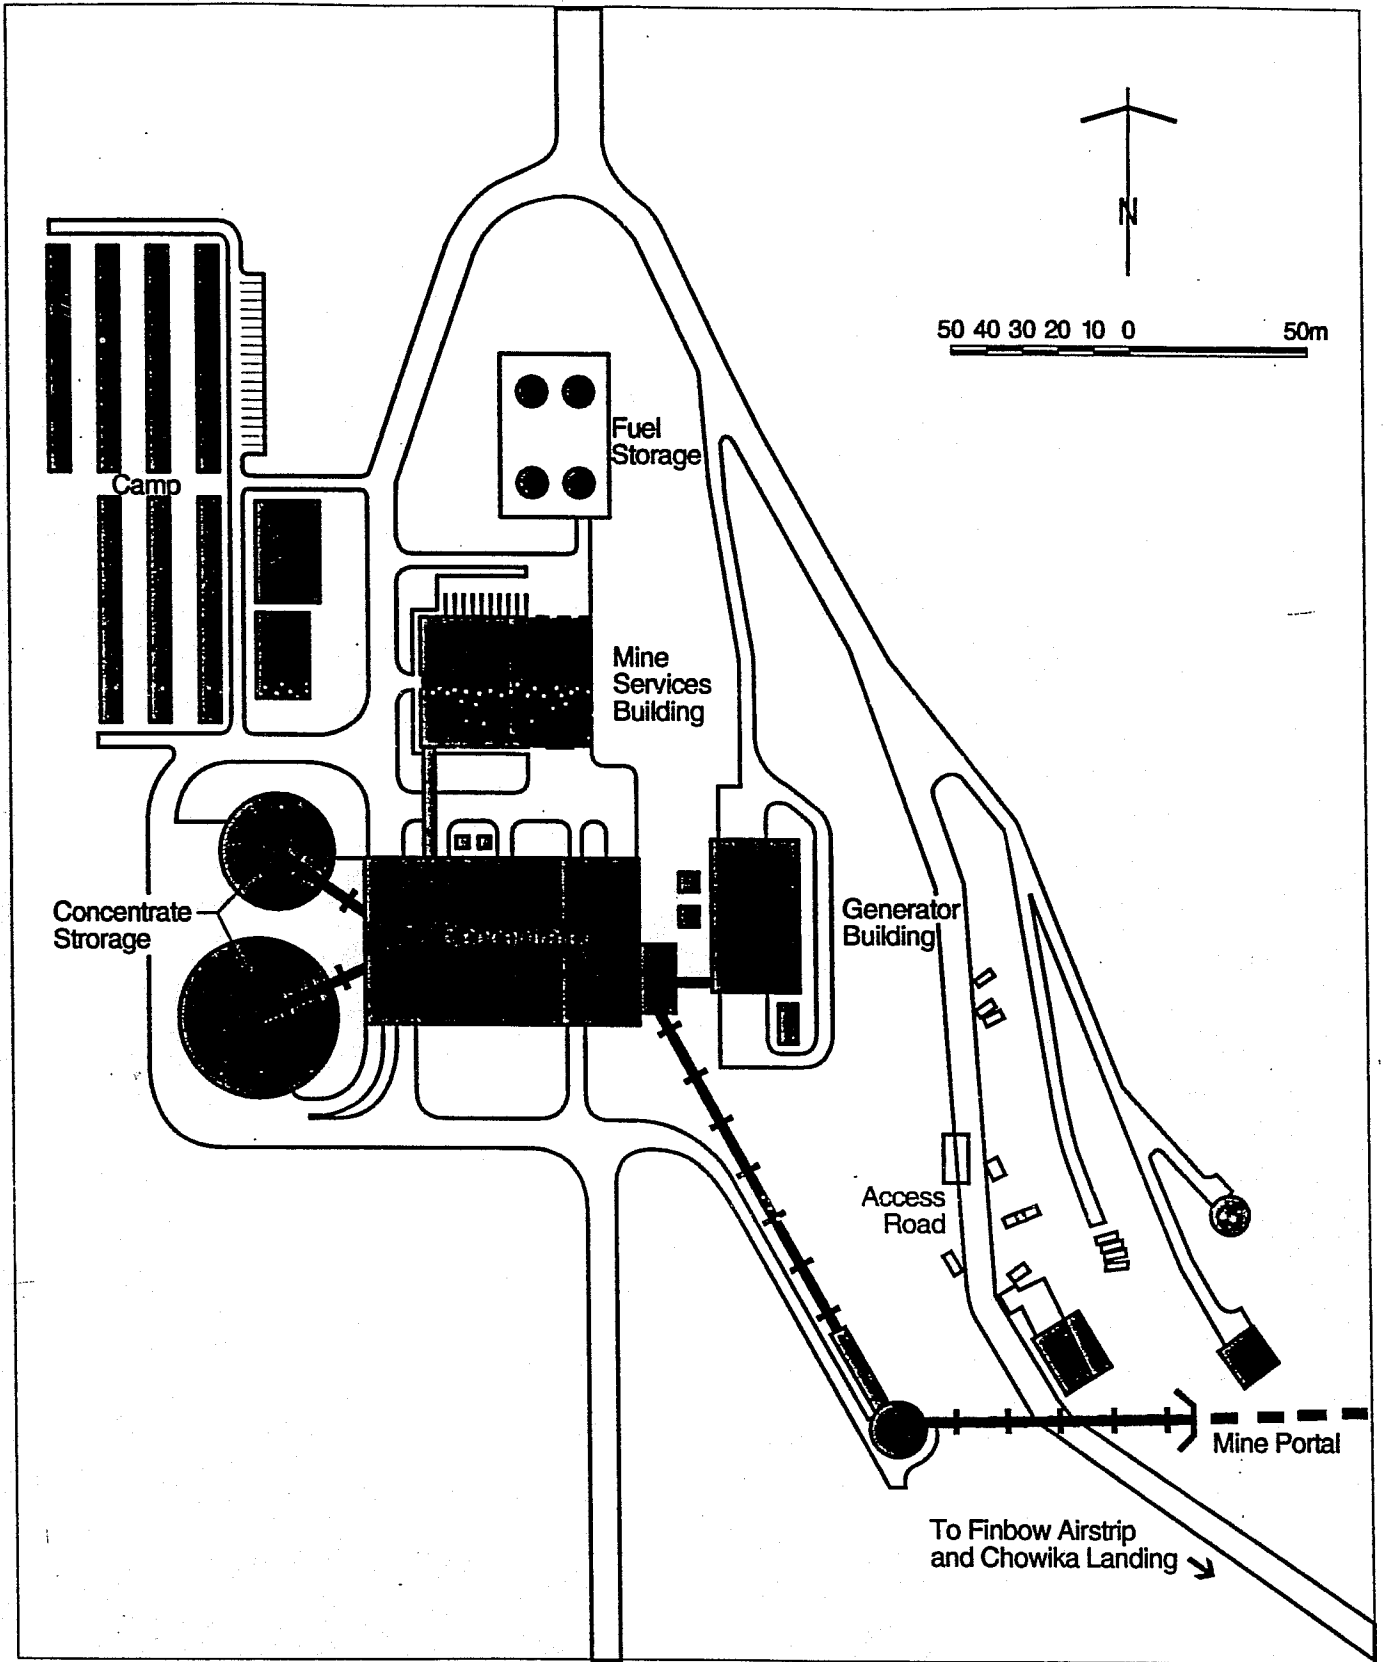 N
50 40 30 20 10 0 50m
Fuel
Storage
Camp
Mine
Services
Building
Concentrate
Strorage
Generator
Building
Access
Road
Mine Portal
To Finbow Airstrip
and Chowika Landing